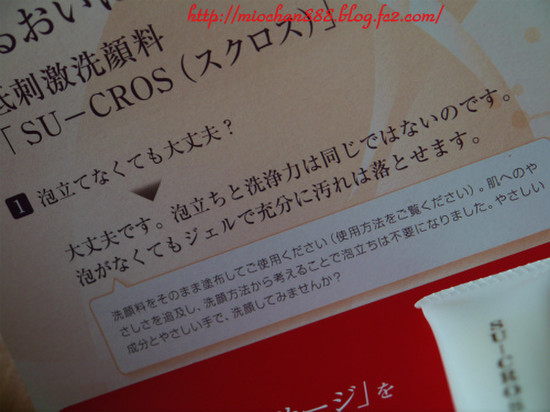 http://miochan888.blog.fc2.com/
るおい
低刺激洗顔料
「SU−CROS（スクロス）」
1 泡立てなくても大丈夫？
大丈夫です。泡立ちと洗浄力は同じではないのです。
泡がなくてもジェルで充分に汚れは落とせます。
洗顔料をそのまま塗布してご使用ください（使用方法をご覧ください）。肌へのや
さしさを追及し、洗顔方法から考えることで泡立ちは不要になりました。やさしい
成分とやさしい手で、洗顔してみませんか？
SU−CROS
ージ」を